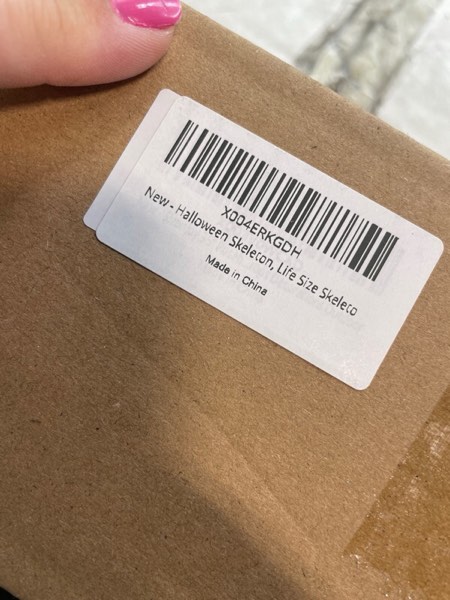 X004ERKGDH
New - Halloween Skeleton, Life Size Skeleto
Made in China